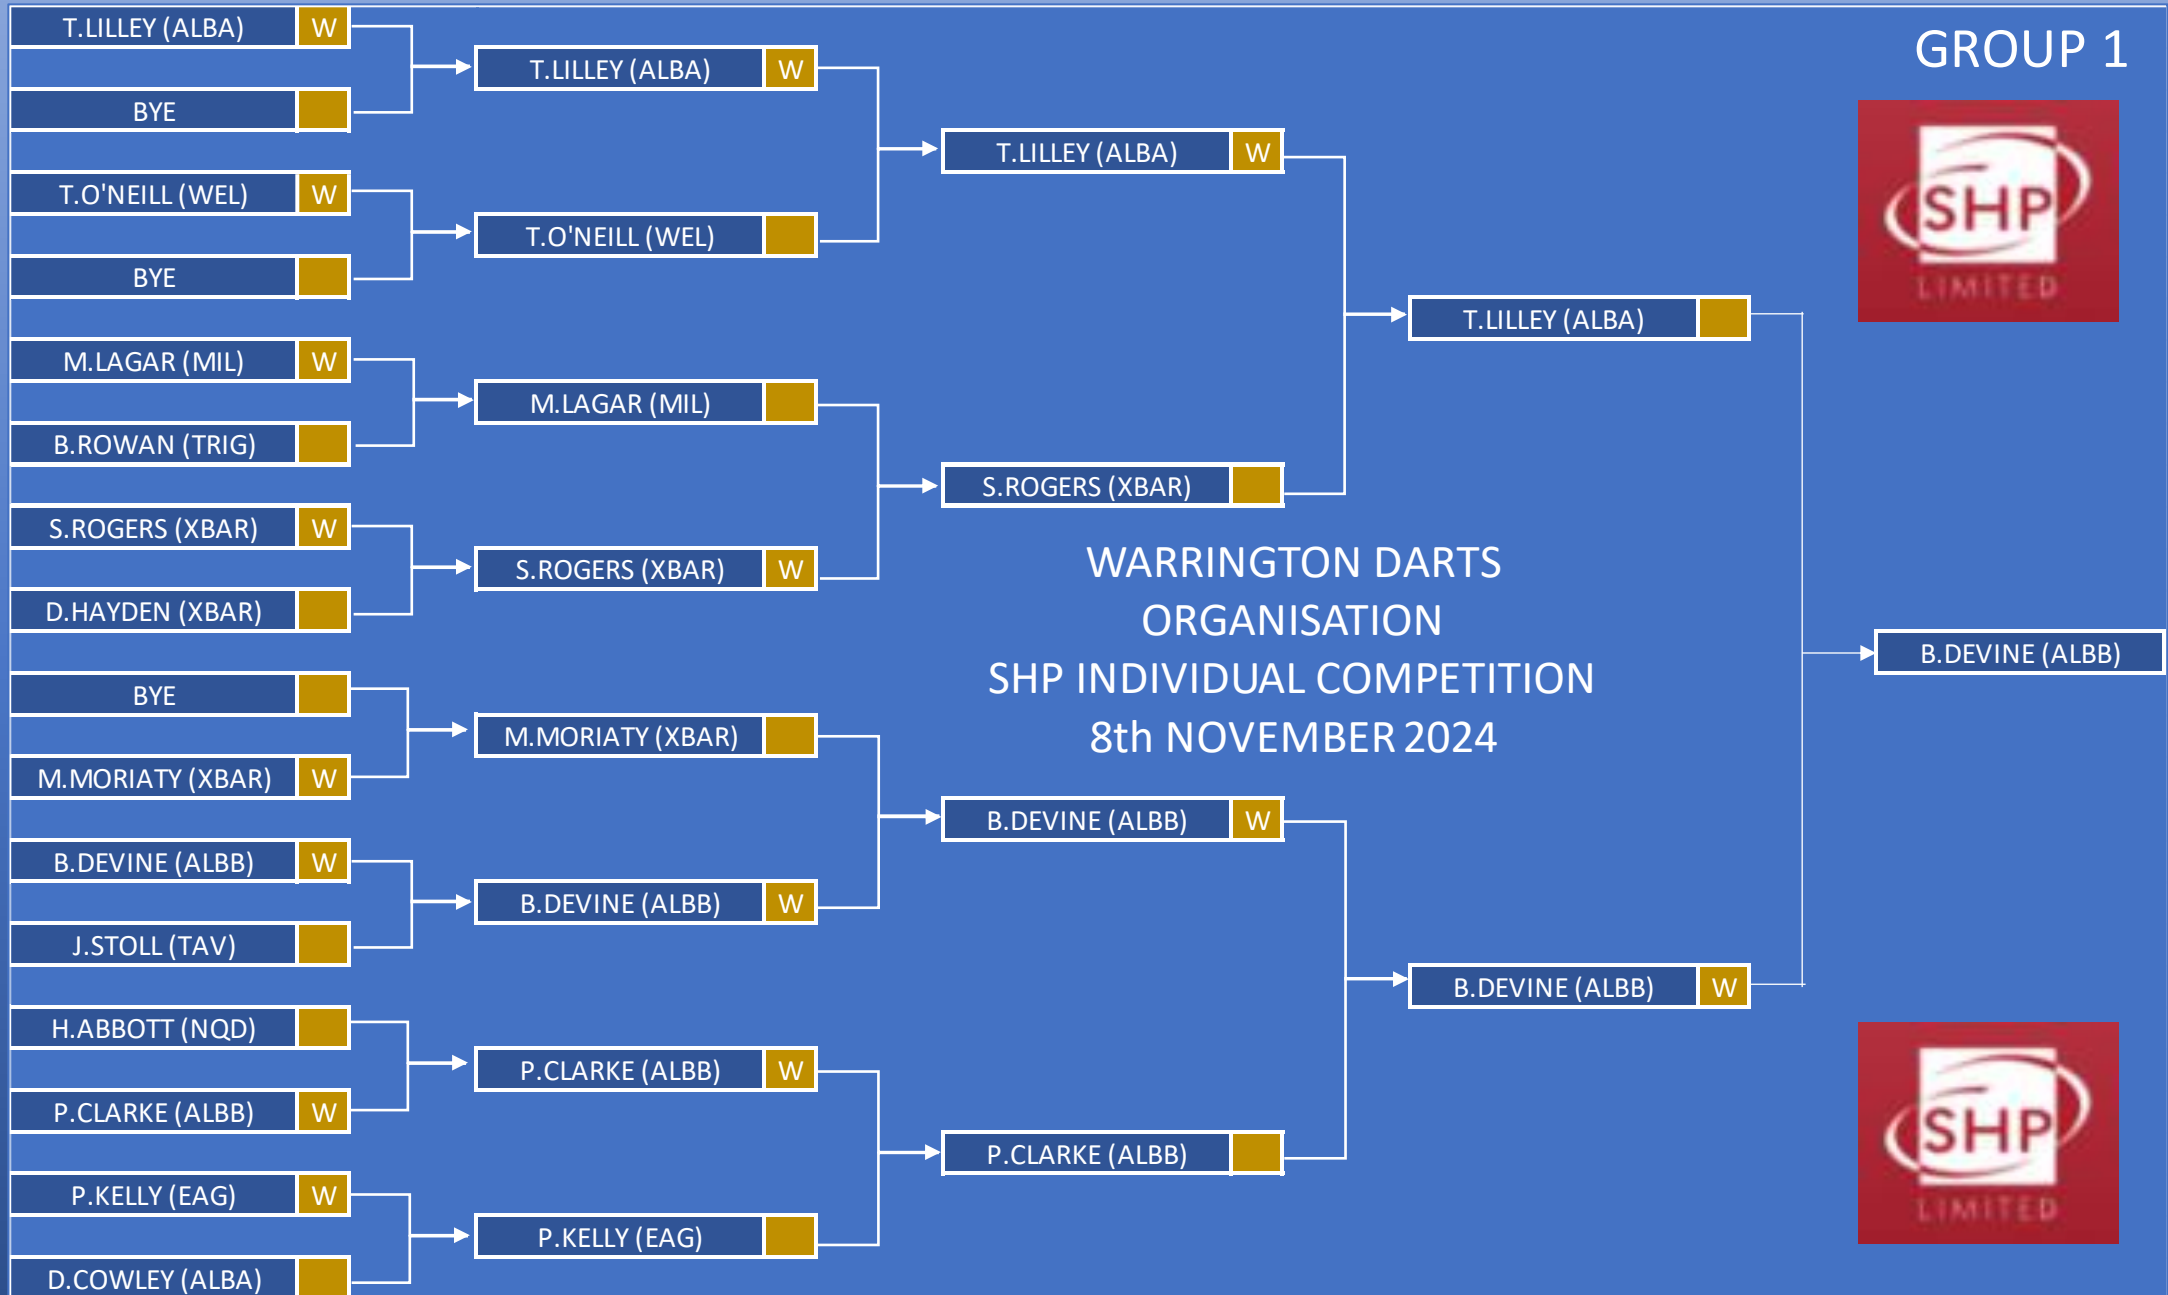 T.LILLEY (ALBA) W
BYE
T.O'NEILL (WEL) W
BYE
M.LAGAR (MIL) W
B.ROWAN (TRIG)
S.ROGERS (XBAR) W
D.HAYDEN (XBAR)
BYE
M.MORIATY (XBAR) W
B.DEVINE (ALBB) W
J.STOLL (TAV)
H.ABBOTT (NQD)
P.CLARKE (ALBB) W
P.KELLY (EAG) W
D.COWLEY (ALBA)
T.LILLEY (ALBA) W
T.O'NEILL (WEL)
M.LAGAR (MIL)
S.ROGERS (XBAR) W
M.MORIATY (XBAR)
B.DEVINE (ALBB) W
P.CLARKE (ALBB) W
P.KELLY (EAG)
T.LILLEY (ALBA) W
S.ROGERS (XBAR)
WARRINGTON DARTS
ORGANISATION
SHP INDIVIDUAL COMPETITION
8th NOVEMBER 2024
B.DEVINE (ALBB) W
P.CLARKE (ALBB)
T.LILLEY (ALBA)
B.DEVINE (ALBB) W
GROUP 1
SHP
LIMITED
B.DEVINE (ALBB)
SHP
LIMITED